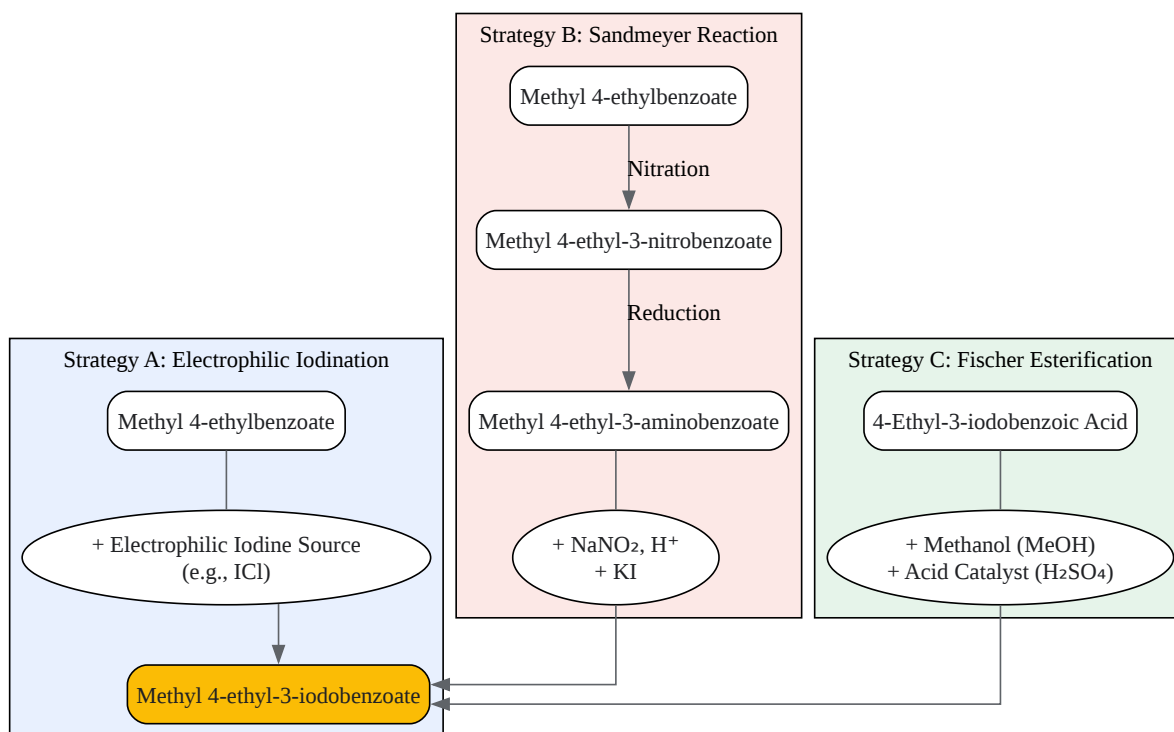 Strategy B: Sandmeyer Reaction
Methyl 4-ethylbenzoate
Nitration
Methyl 4-ethyl-3-nitrobenzoate
Reduction
Strategy A: Electrophilic Iodination
Strategy C: Fischer Esterification
Methyl 4-ethylbenzoate
Methyl 4-ethyl-3-aminobenzoate
4-Ethyl-3-iodobenzoic Acid
+ Electrophilic Iodine Source
(e.g., ICl)
+ NaNO₂, H⁺
+ KI
+ Methanol (MeOH)
+ Acid Catalyst (H₂SO₄)
Methyl 4-ethyl-3-iodobenzoate